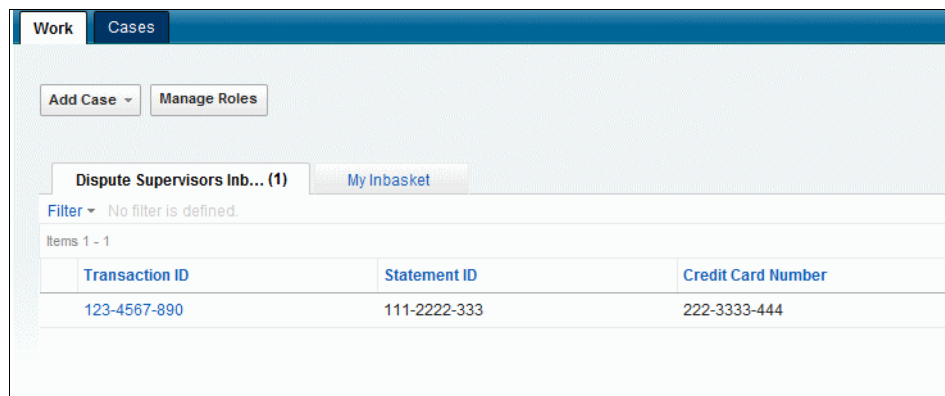 Work Cases
Add Case Manage Roles
Dispute Supervisors Inb... (1) My Inbasket
Filter No filter is defined.
Items 1 - 1
Transaction ID Statement ID Credit Card Number
123-4567-890 111-2222-333 222-3333-444